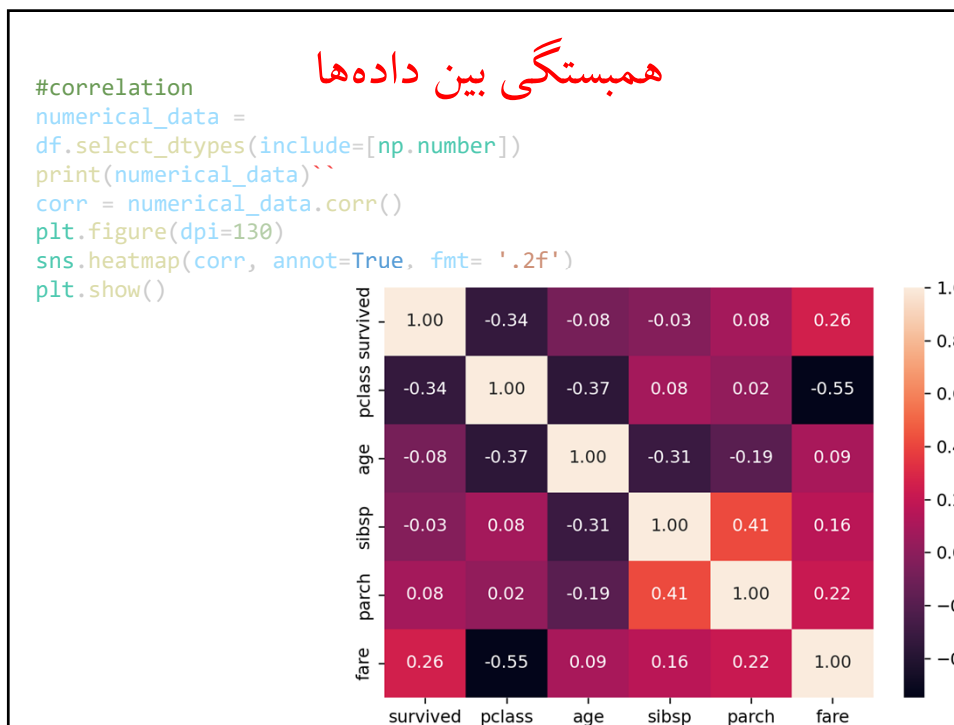 همبستگی بین داده‌ها
#correlation
numerical_data =
df.select_dtypes(include=[np.number])
print(numerical_data)``
corr = numerical_data.corr()
plt.figure(dpi=130)
sns.heatmap(corr, annot=True, fmt= '.2f')
plt.show()
survived 1.00 -0.34 -0.08 -0.03 0.08 0.26
pclass -0.34 1.00 -0.37 0.08 0.02 -0.55
age -0.08 -0.37 1.00 -0.31 -0.19 0.09
sibsp -0.03 0.08 -0.31 1.00 0.41 0.16
parch 0.08 0.02 -0.19 0.41 1.00 0.22
fare 0.26 -0.55 0.09 0.16 0.22 1.00
survived pclass age sibsp parch fare